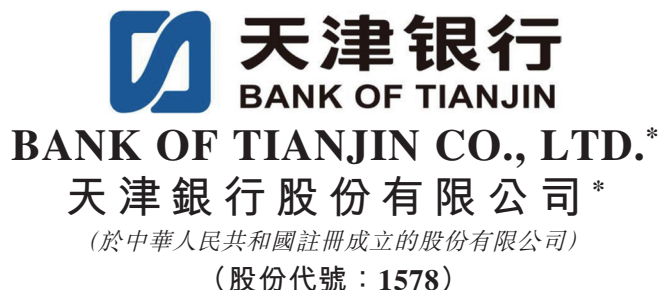 天津银行
BANK OF TIANJIN
BANK OF TIANJIN CO., LTD.*
天津銀行股份有限公司*
(於中華人民共和國註冊成立的股份有限公司)
(股份代號：1578)